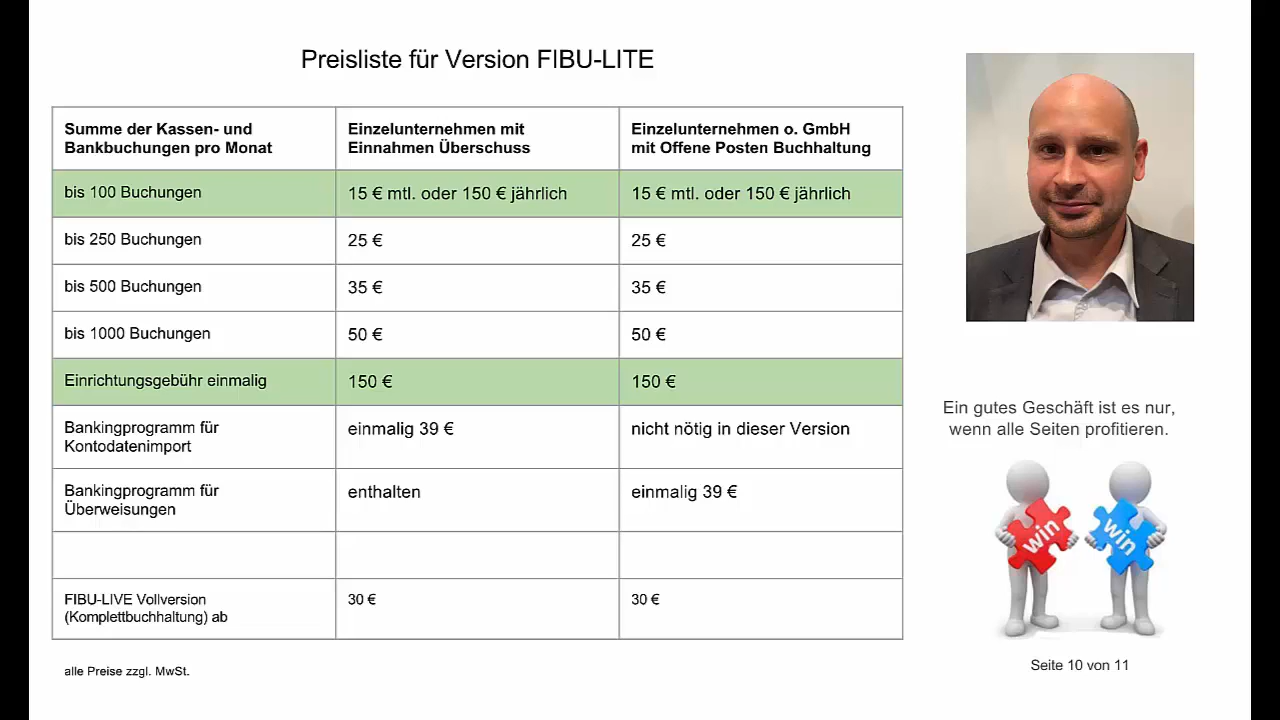 Preisliste für Version FIBU-LITE
Summe der Kassen- und Bankbuchungen pro Monat
Einzelunternehmen mit Einnahmen Überschuss
Einzelunternehmen o. GmbH mit Offene Posten Buchhaltung
bis 100 Buchungen
15 € mtl. oder 150 € jährlich
15 € mtl. oder 150 € jährlich
bis 250 Buchungen
25 €
25 €
bis 500 Buchungen
35 €
35 €
bis 1000 Buchungen
50 €
50 €
Einrichtungsgebühr einmalig
150 €
150 €
Bankingprogramm für Kontodatenimport
einmalig 39 €
nicht nötig in dieser Version
Bankingprogramm für Überweisungen
enthalten
einmalig 39 €
FIBU-LIVE Vollversion (Komplettbuchhaltung) ab
30 €
30 €
alle Preise zzgl. MwSt.
Ein gutes Geschäft ist es nur,
wenn alle Seiten profitieren.
win
win
Seite 10 von 11